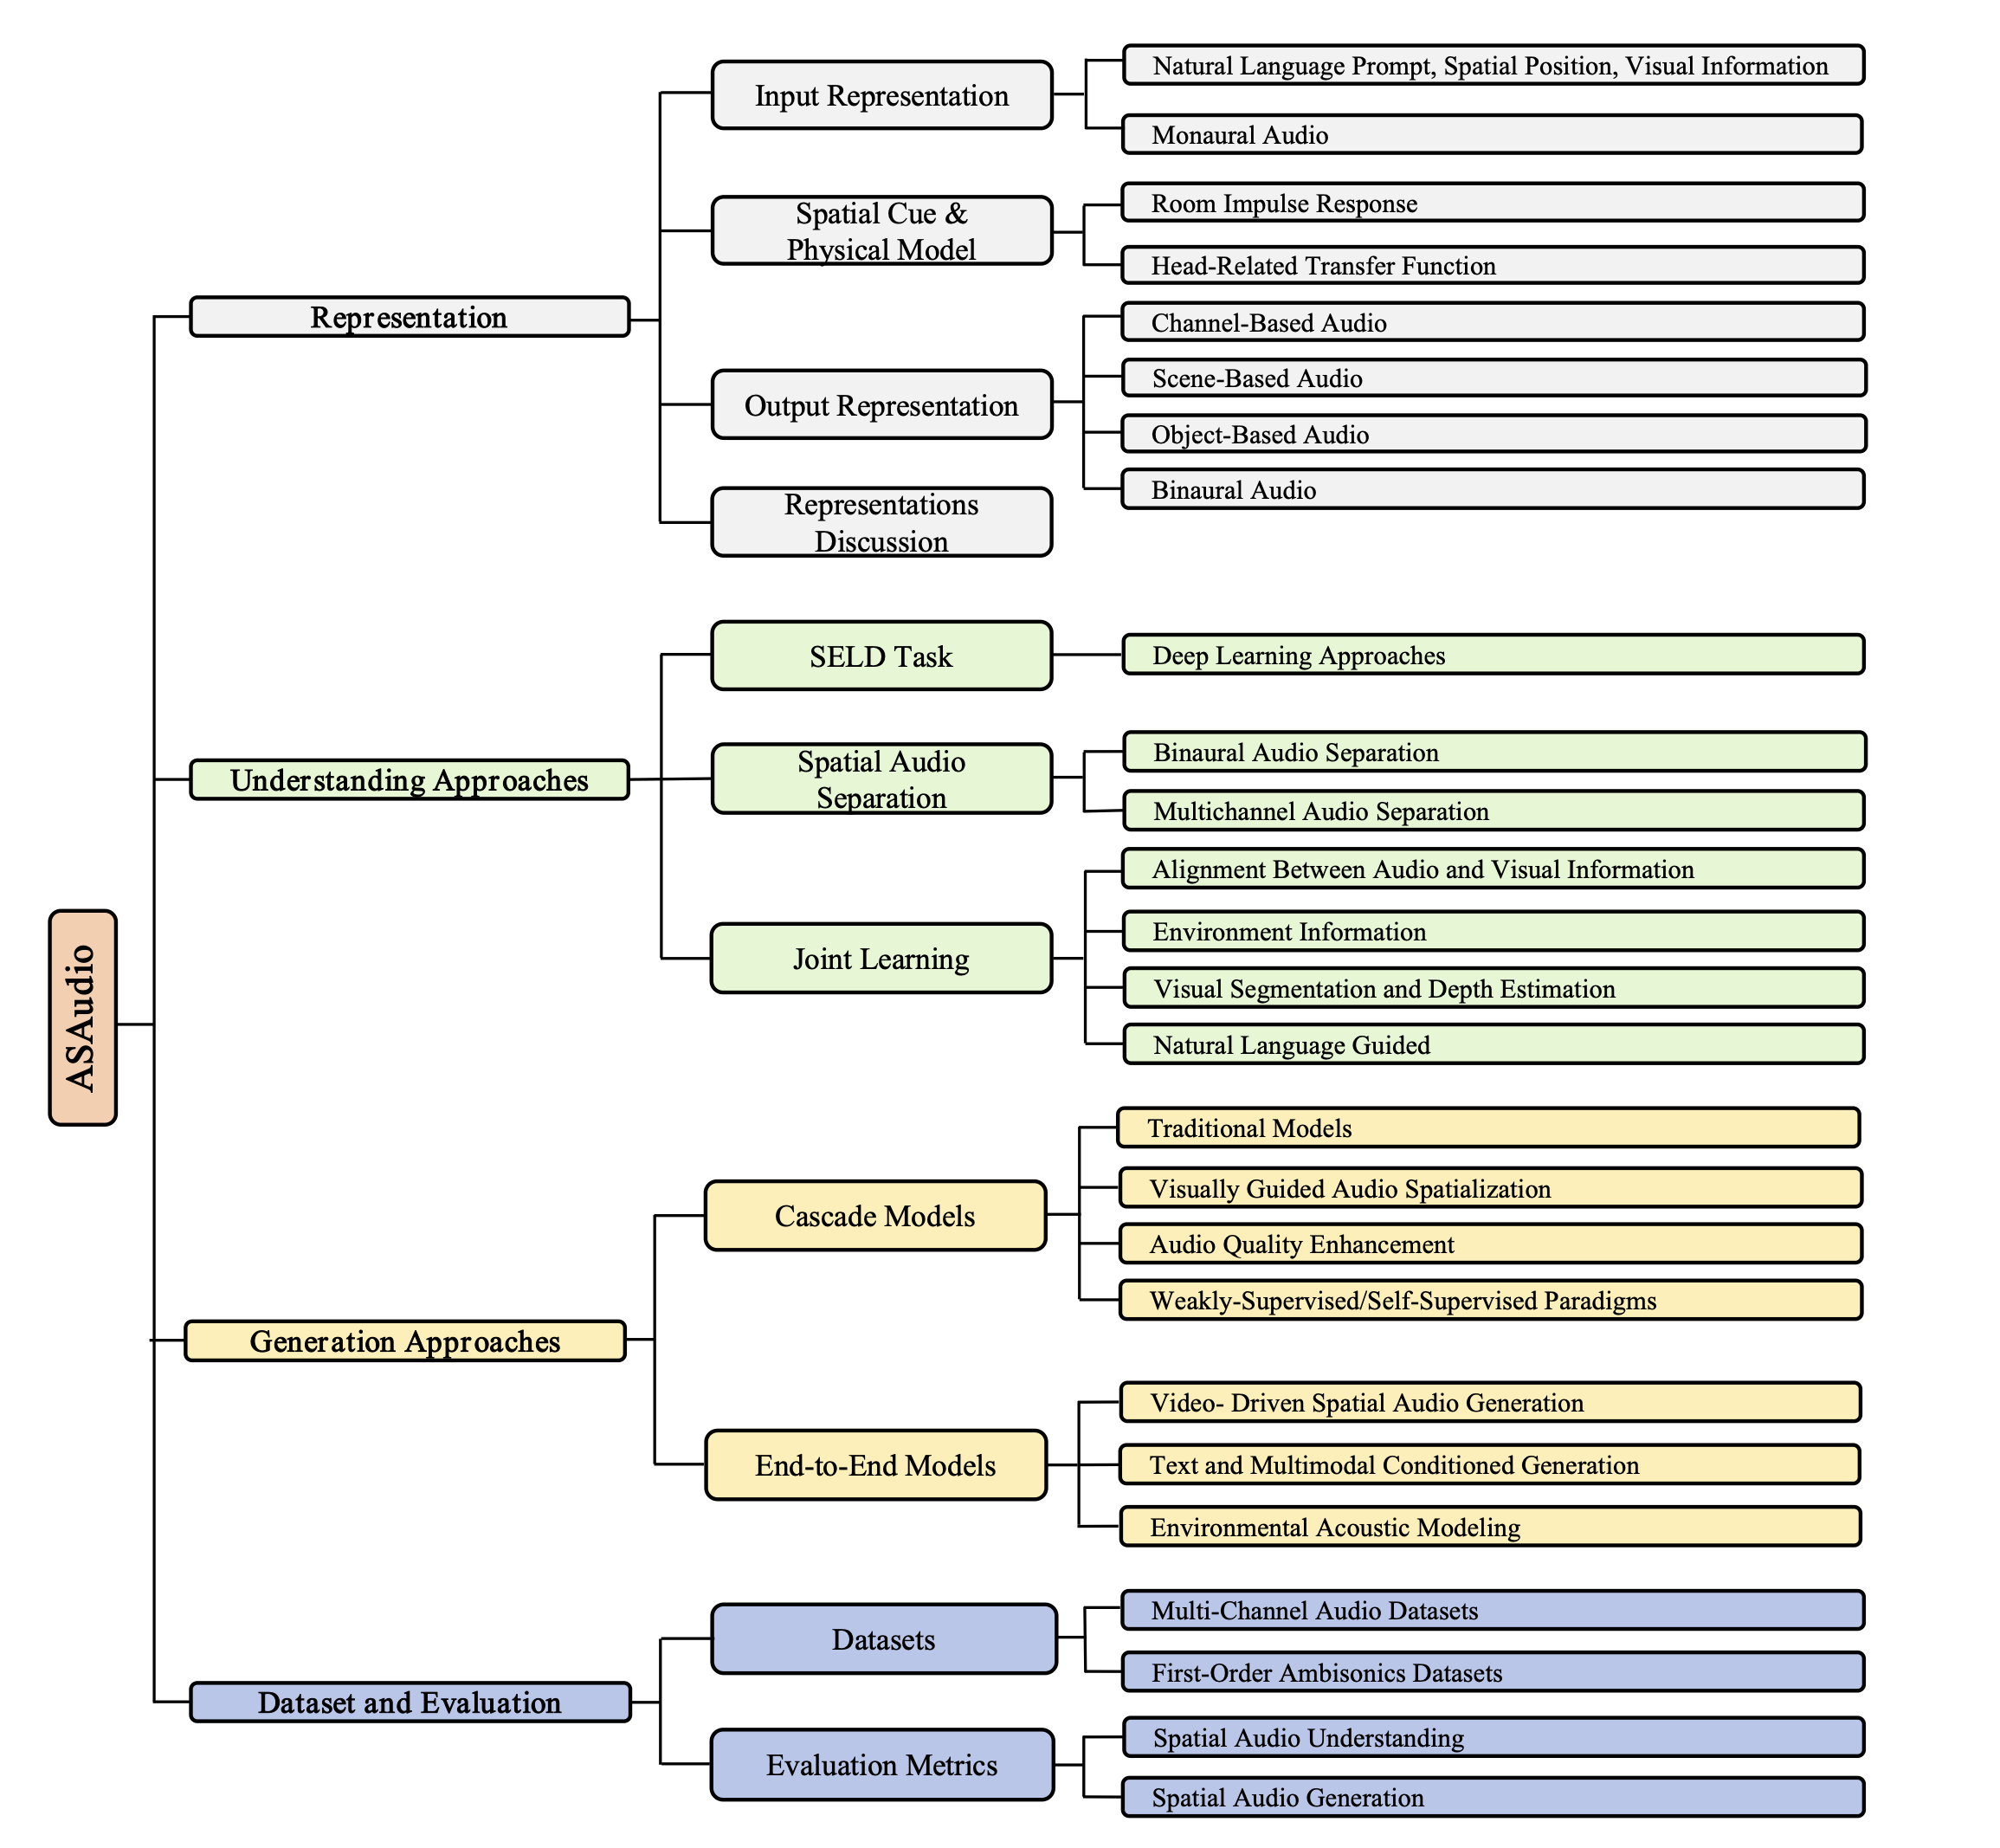 ASAudio
Representation
Input Representation
Natural Language Prompt, Spatial Position, Visual Information
Monaural Audio
Spatial Cue &
Physical Model
Room Impulse Response
Head-Related Transfer Function
Output Representation
Channel-Based Audio
Scene-Based Audio
Object-Based Audio
Binaural Audio
Representations
Discussion
Understanding Approaches
SELD Task
Deep Learning Approaches
Spatial Audio
Separation
Binaural Audio Separation
Multichannel Audio Separation
Joint Learning
Alignment Between Audio and Visual Information
Environment Information
Visual Segmentation and Depth Estimation
Natural Language Guided
Generation Approaches
Cascade Models
Traditional Models
Visually Guided Audio Spatialization
Audio Quality Enhancement
Weakly-Supervised/Self-Supervised Paradigms
End-to-End Models
Video- Driven Spatial Audio Generation
Text and Multimodal Conditioned Generation
Environmental Acoustic Modeling
Dataset and Evaluation
Datasets
Multi-Channel Audio Datasets
First-Order Ambisonics Datasets
Evaluation Metrics
Spatial Audio Understanding
Spatial Audio Generation